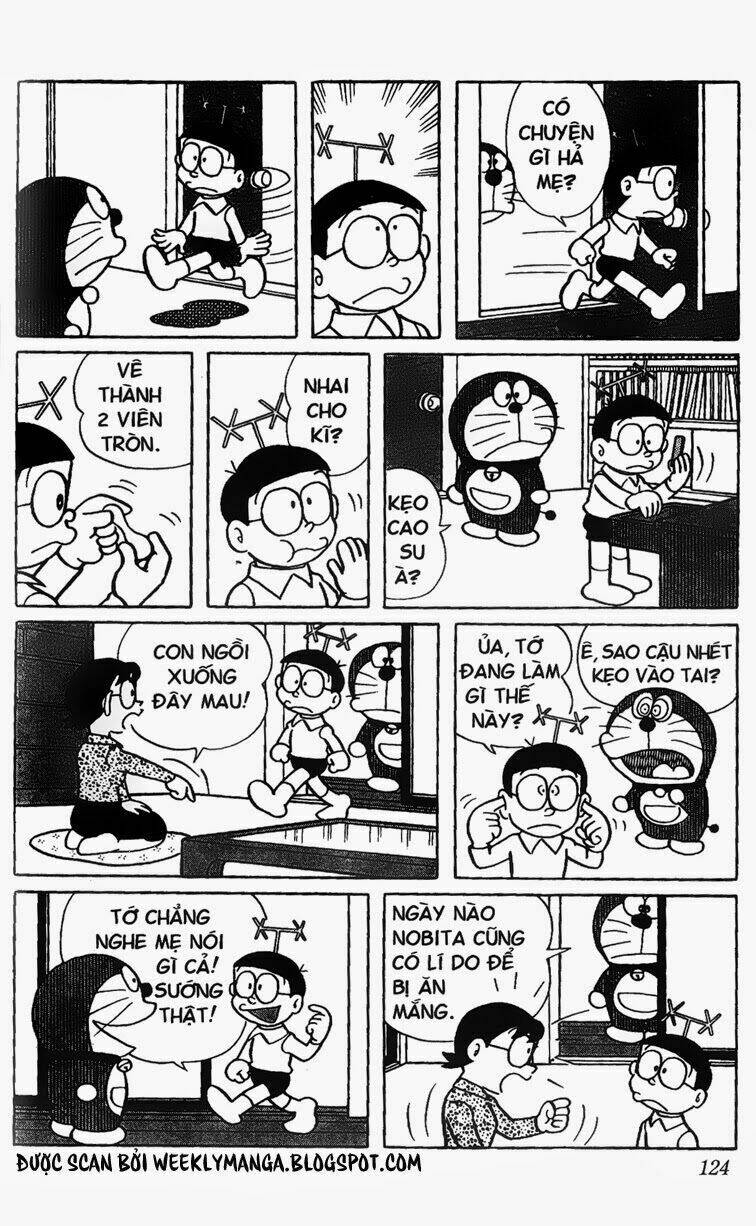 CÓ
CHUYỆN
GÌ HẢ
MẸ?
KẸO
CAO
SU
À?
NHAI
CHO
KĨ?
VÊ
THÀNH
2 VIÊN
TRÒN.
Ê, SAO CẬU NHÉT
KẸO VÀO TAI?
ỦA, TỚ
ĐANG LÀM
GÌ THẾ
NÀY?
CON NGỒI
XUỐNG
ĐÂY MAU!
NGÀY NÀO
NOBITA CŨNG
CÓ LÍ DO ĐỂ
BỊ ĂN
MẮNG.
TỚ CHẲNG
NGHE MẸ NÓI
GÌ CẢ!
SƯỚNG
THẬT!
ĐƯỢC SCAN BỞI WEEKLYMANGA.BLOGSPOT.COM
124